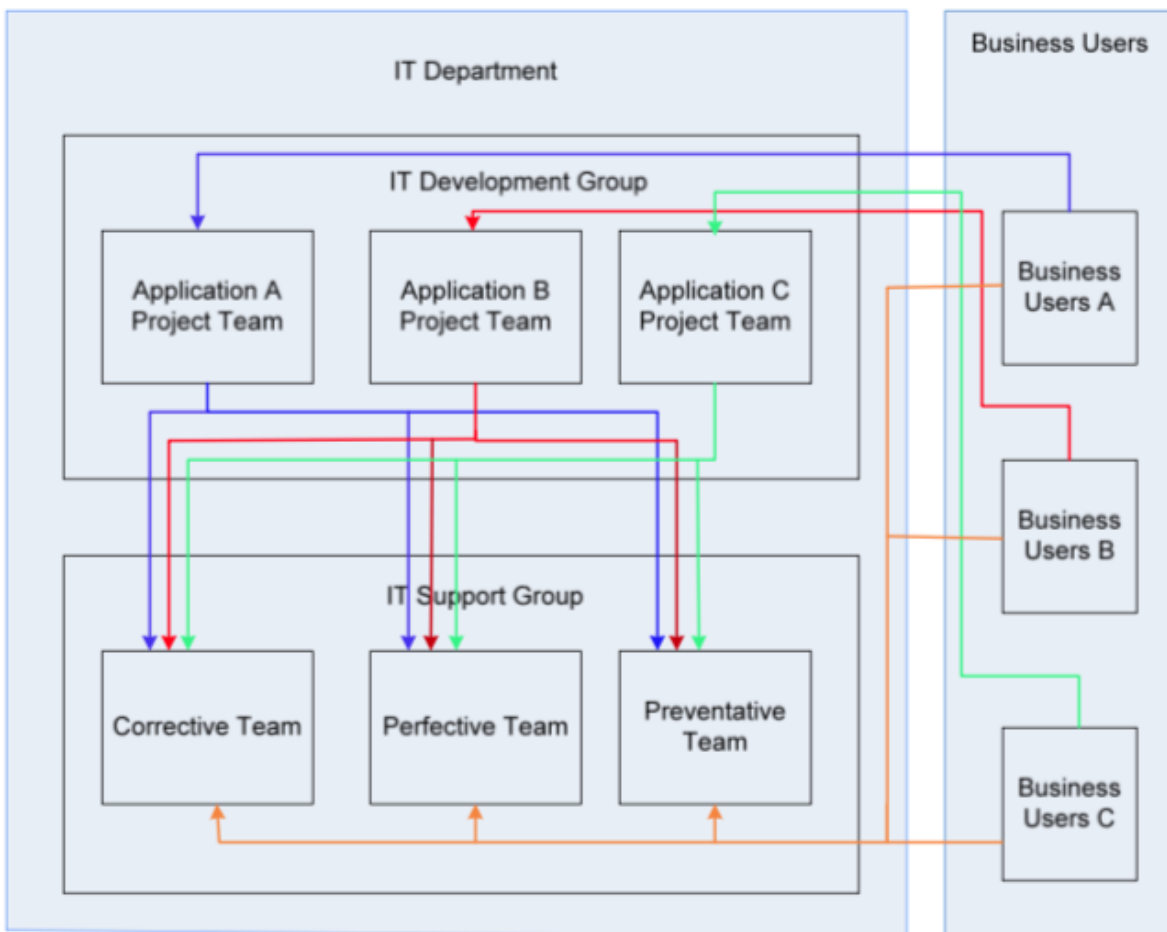 IT Department
Business Users
IT Development Group
Application A
Project Team
Application B
Project Team
Application C
Project Team
Business
Users A
Business
Users B
IT Support Group
Corrective Team
Perfective Team
Preventative
Team
Business
Users C